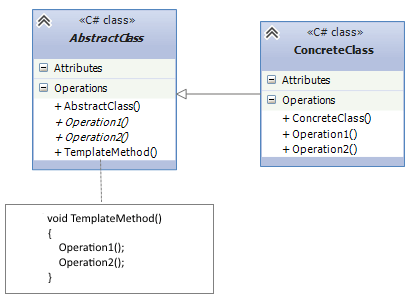 «C# class»
AbstractClass
Attributes
Operations
+ AbstractClass()
+ Operation1()
+ Operation2()
+ TemplateMethod()
«C# class»
ConcreteClass
Attributes
Operations
+ ConcreteClass()
+ Operation1()
+ Operation2()
void TemplateMethod()
{
Operation1();
Operation2();
}